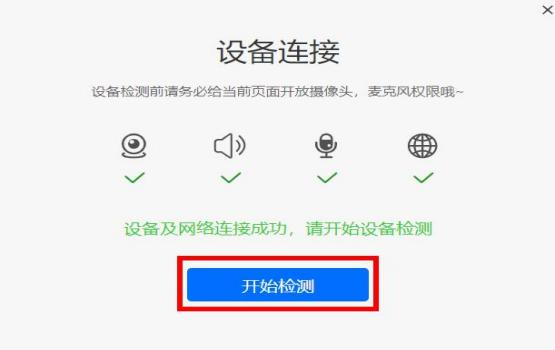 设备连接
设备检测前请务必给当前页面开放摄像头，麦克风权限哦~
设备及网络连接成功，请开始设备检测
开始检测